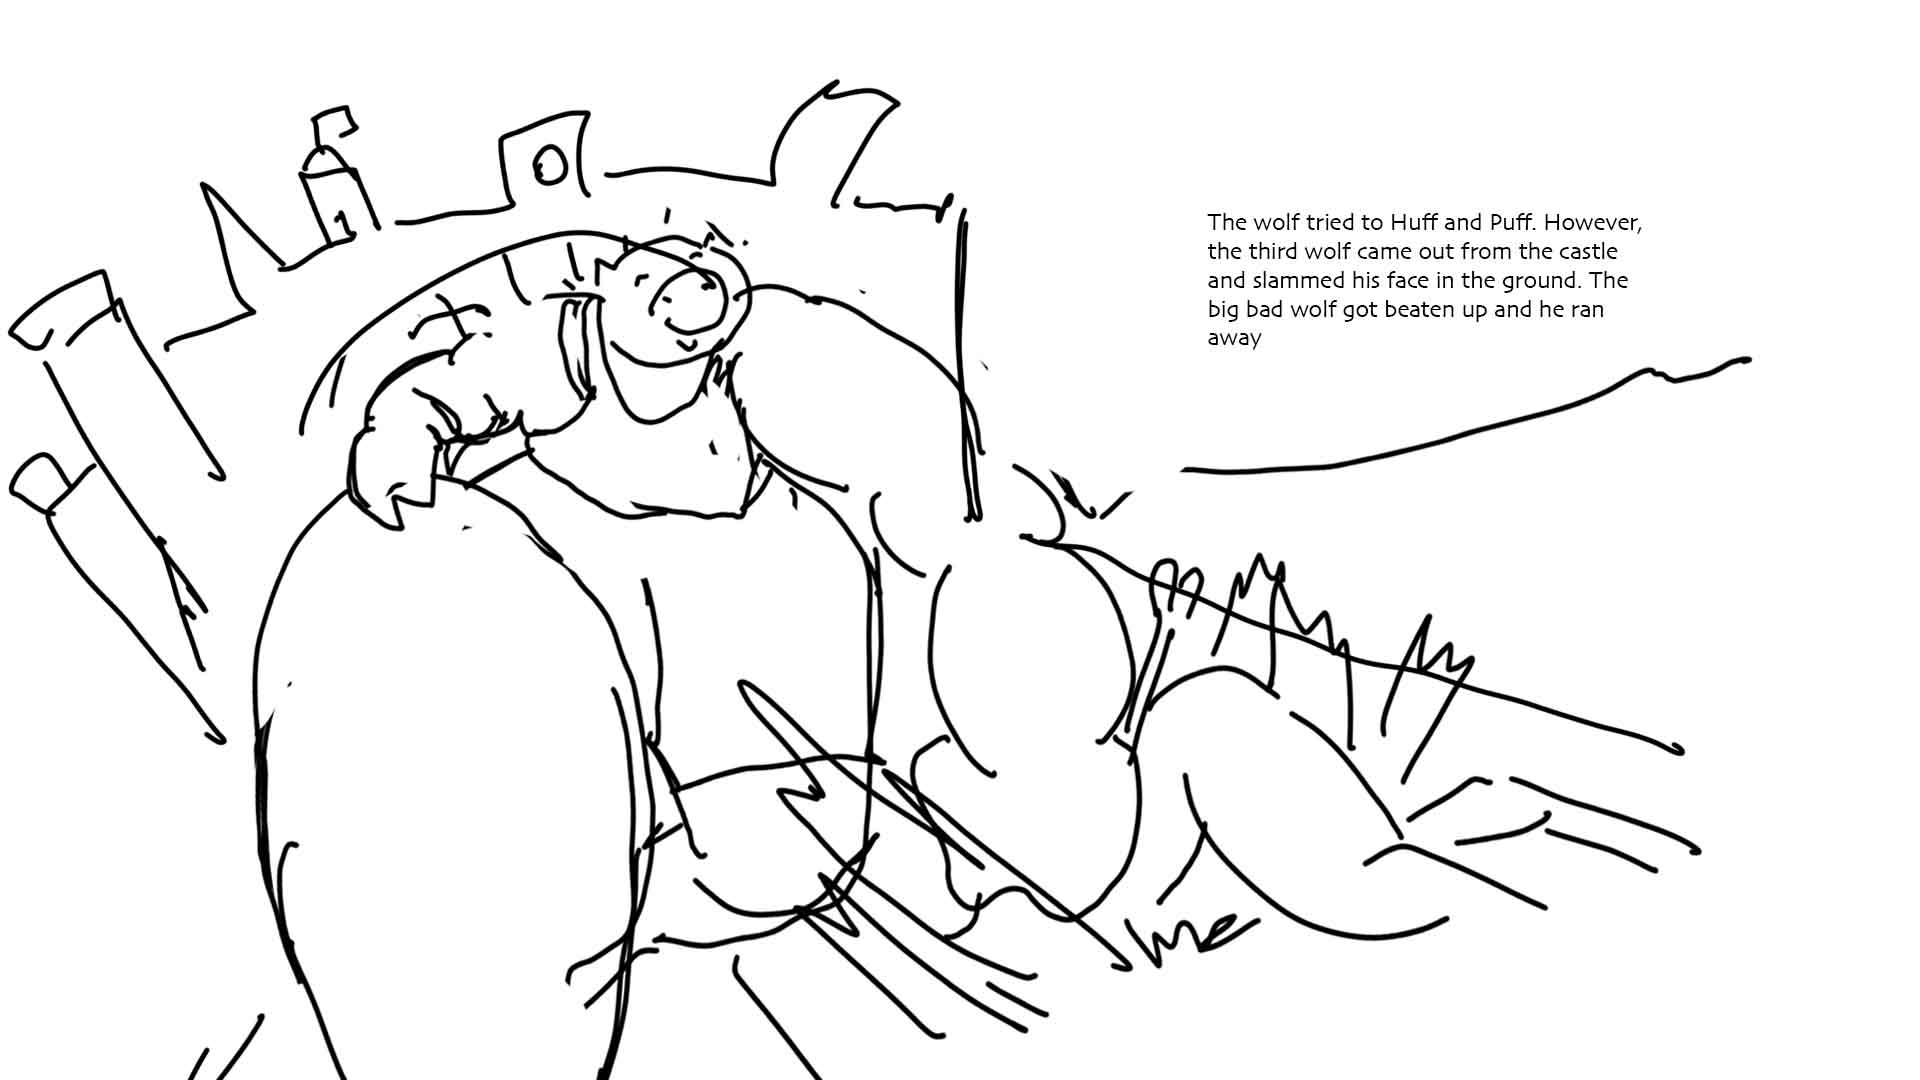 1
The wolf tried to Huff and Puff. However,
the third wolf came out from the castle
and slammed his face in the ground. The
big bad wolf got beaten up and he ran
away